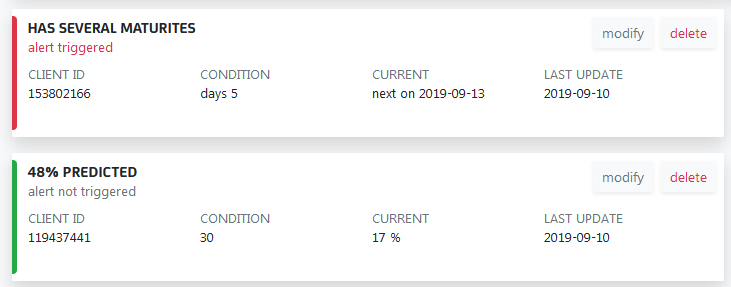 HAS SEVERAL MATURITES
alert triggered
modify delete
CLIENT ID CONDITION CURRENT LAST UPDATE
153802166 days 5 next on 2019-09-13 2019-09-10
48% PREDICTED
alert not triggered
modify delete
CLIENT ID CONDITION CURRENT LAST UPDATE
119437441 30 17 % 2019-09-10